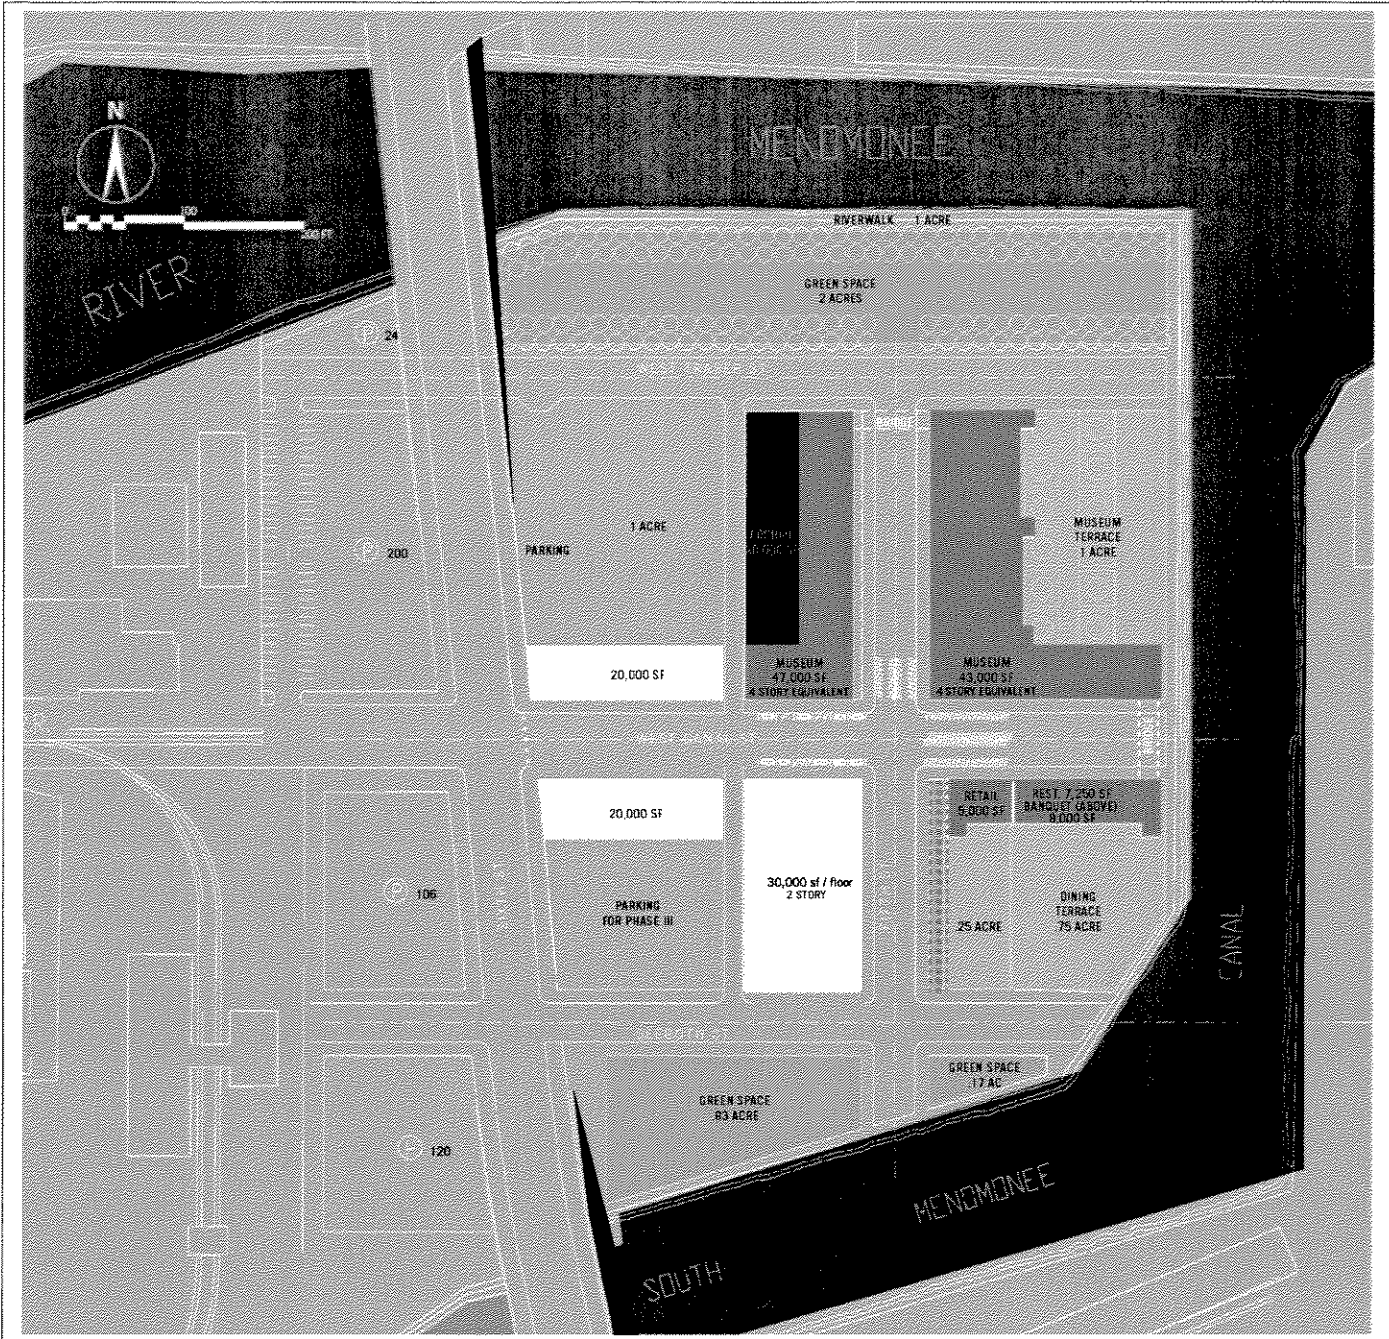 N
MENOMONEE
0
100
200 FT
RIVERWALK 1 ACRE
RIVER
GREEN SPACE
2 ACRES
P 24
1 ACRE
PARKING
P 200
MUSEUM
TERRACE
1 ACRE
20,000 SF
MUSEUM
47,000 SF
4 STORY EQUIVALENT
MUSEUM
43,000 SF
4 STORY EQUIVALENT
BRIDGE
20,000 SF
RETAIL
5,000 SF
REST. 7,250 SF
BANQUET (ABOVE)
8,000 SF
30,000 sf / floor
2 STORY
P 106
PARKING
FOR PHASE III
.25 ACRE
DINING
TERRACE
.75 ACRE
CANAL
GREEN SPACE
.17 AC
GREEN SPACE
.83 ACRE
P 120
MENOMONEE
SOUTH